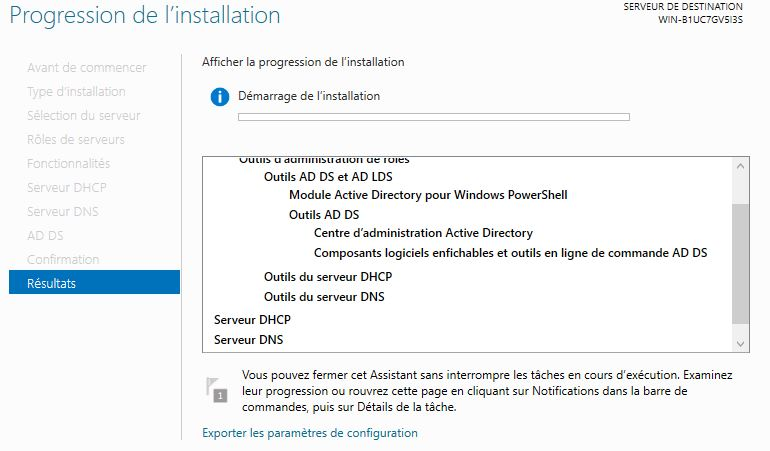 Progression de l'installation
SERVEUR DE DESTINATION
WIN-B1UC7GV5I3S
Avant de commencer
Type d'installation
Sélection du serveur
Rôles de serveurs
Fonctionnalités
Serveur DHCP
Serveur DNS
AD DS
Confirmation
Résultats
Afficher la progression de l'installation
Démarrage de l'installation
Outils d'administration de rôles
Outils AD DS et AD LDS
Module Active Directory pour Windows PowerShell
Outils AD DS
Centre d'administration Active Directory
Composants logiciels enfichables et outils en ligne de commande AD DS
Outils du serveur DHCP
Outils du serveur DNS
Serveur DHCP
Serveur DNS
1
Vous pouvez fermer cet Assistant sans interrompre les tâches en cours d'exécution. Examinez
leur progression ou rouvrez cette page en cliquant sur Notifications dans la barre de
commandes, puis sur Détails de la tâche.
Exporter les paramètres de configuration